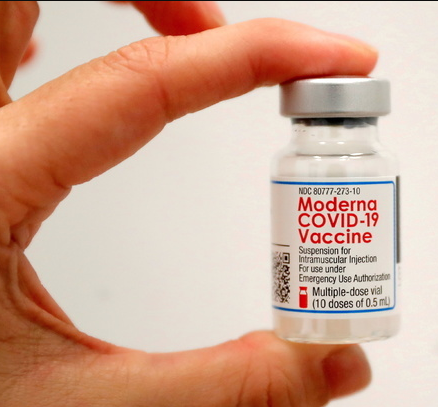 NDC 80777-273-10
Moderna
COVID-19
Vaccine
Suspension for
Intramuscular Injection
For use under
Emergency Use Authorization
Multiple-dose vial
(10 doses of 0.5 mL)